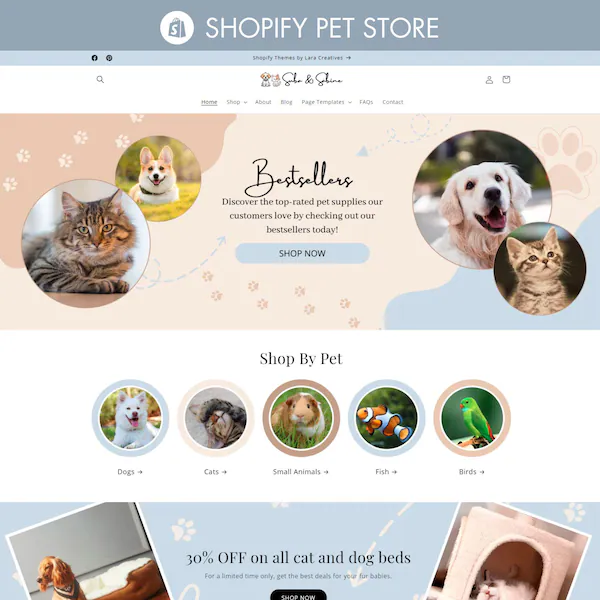 SHOPIFY PET STORE
Shopify Themes by Lara Creatives →
Suba & Sabine
Home Shop About Blog Page Templates FAQs Contact
Bestsellers
Discover the top-rated pet supplies our
customers love by checking out our
bestsellers today!
SHOP NOW
Shop By Pet
Dogs → Cats → Small Animals → Fish → Birds →
30% OFF on all cat and dog beds
For a limited time only, get the best deals for your fur babies.
SHOP NOW